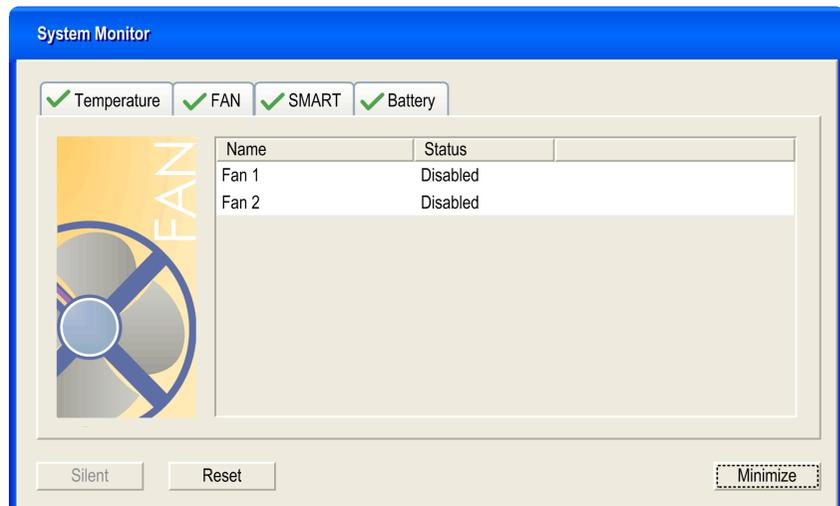 System Monitor
Temperature FAN SMART Battery
FAN
Name Status
Fan 1 Disabled
Fan 2 Disabled
Silent Reset Minimize